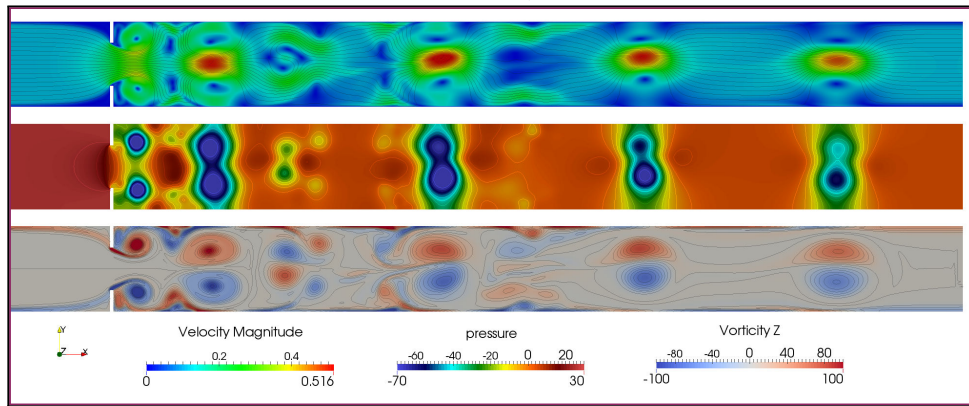 Velocity Magnitude
0.2 0.4
0 0.516
pressure
-60 -40 -20 0 20
-70 30
Vorticity Z
-80 -40 0 40 80
-100 100
Y
Z X